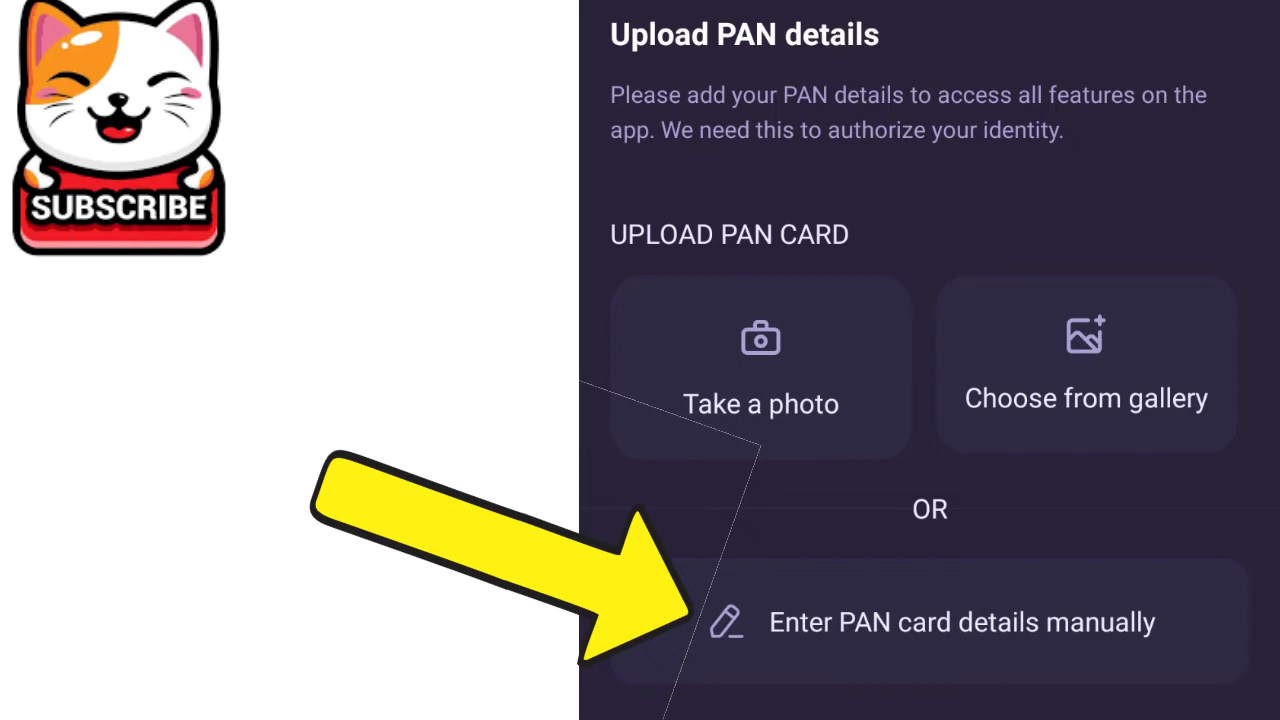 SUBSCRIBE
Upload PAN details
Please add your PAN details to access all features on the
app. We need this to authorize your identity.
UPLOAD PAN CARD
Take a photo
Choose from gallery
OR
Enter PAN card details manually